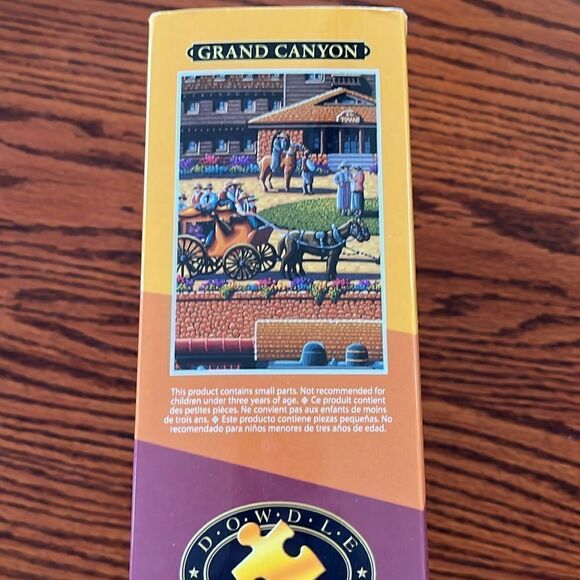 GRAND CANYON
EL
TOVAR
This product contains small parts. Not recommended for
children under three years of age. ❖ Ce produit contient
des petites pièces. Ne convient pas aux enfants de moins
de trois ans. ❖ Este producto contiene piezas pequeñas. No
recomendado para niños menores de tres años de edad.
D·O·W·D·L·E